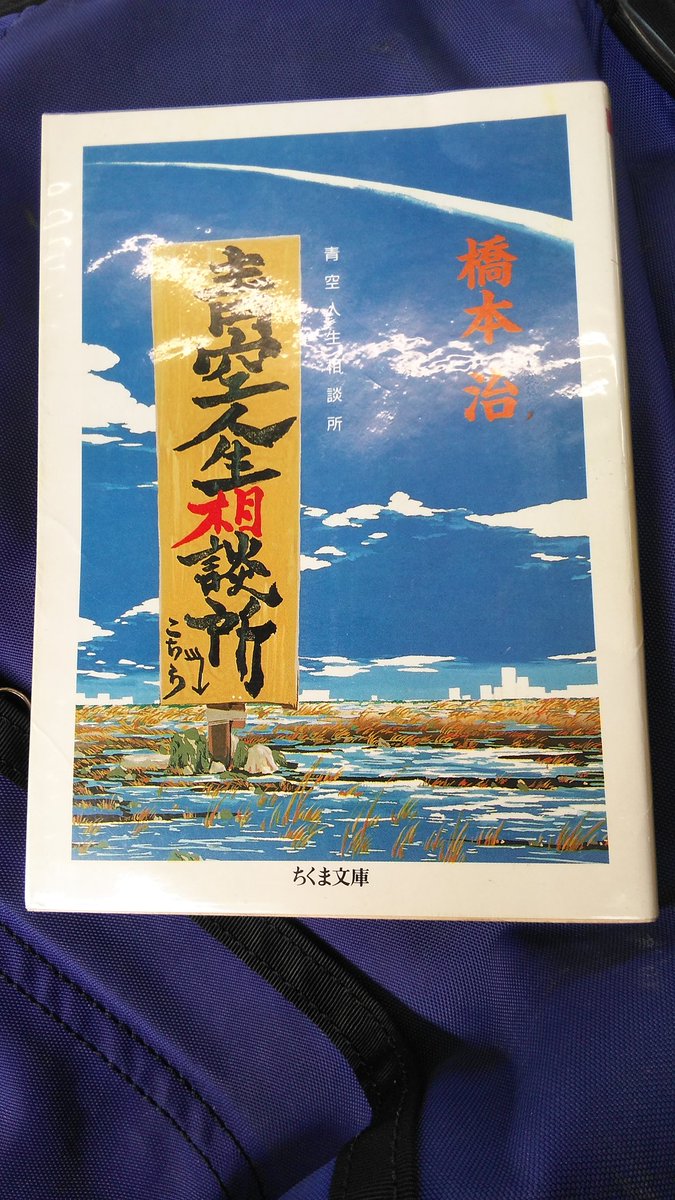 橋本治
青空人生相談所
青空人生相談所
こちら
ちくま文庫